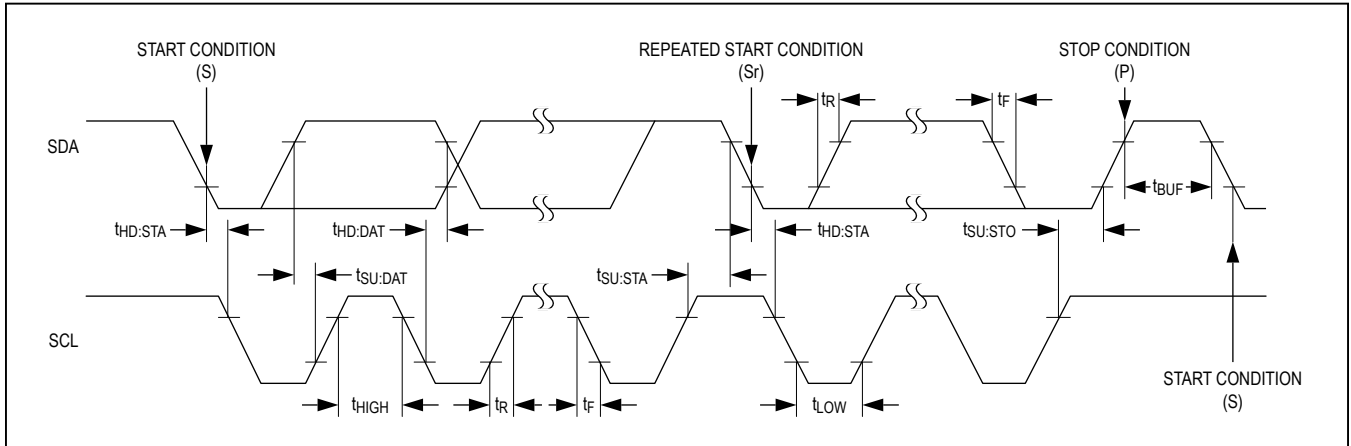 START CONDITION
(S)
REPEATED START CONDITION
(Sr)
STOP CONDITION
(P)
tR
tF
SDA
tBUF
tHD:STA
tHD:DAT
tHD:STA
tSU:STO
tSU:DAT
tSU:STA
SCL
tHIGH
tR
tF
tLOW
START CONDITION
(S)